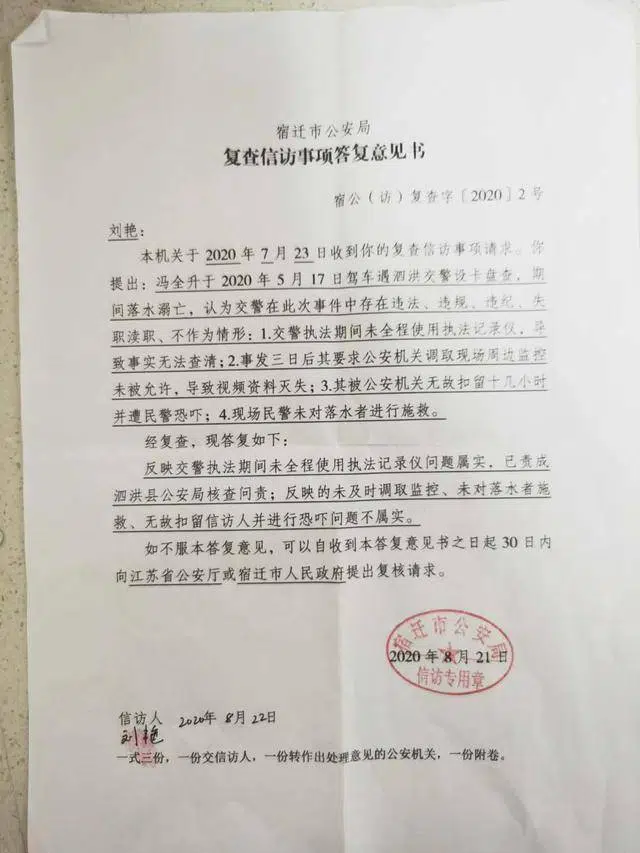 宿迁市公安局
复查信访事项答复意见书
宿公（访）复查字［2020］2号
刘艳：
本机关于2020年7月23日收到你的复查信访事项请求。你
提出：冯全升于2020年5月17日驾车遇泗洪交警设卡盘查，期
间落水溺亡，认为交警在此次事件中存在违法、违规、违纪、失
职渎职、不作为情形：1.交警执法期间未全程使用执法记录仪，导
致事实无法查清；2.事发三日后其要求公安机关调取现场周边监控
未被允许，导致视频资料灭失；3.其被公安机关无故扣留十几小时
并遭民警恐吓；4.现场民警未对落水者进行施救。
经复查，现答复如下：
反映交警执法期间未全程使用执法记录仪问题属实，已责成
泗洪县公安局核查问责；反映的未及时调取监控、未对落水者施
救、无故扣留信访人并进行恐吓问题不属实。
如不服本答复意见，可以自收到本答复意见书之日起30日内
向江苏省公安厅或宿迁市人民政府提出复核请求。
宿迁市公安局
2020年8月21日
信访专用章
信访人 2020年8月22日
刘艳
一式三份，一份交信访人，一份转作出处理意见的公安机关，一份附卷。